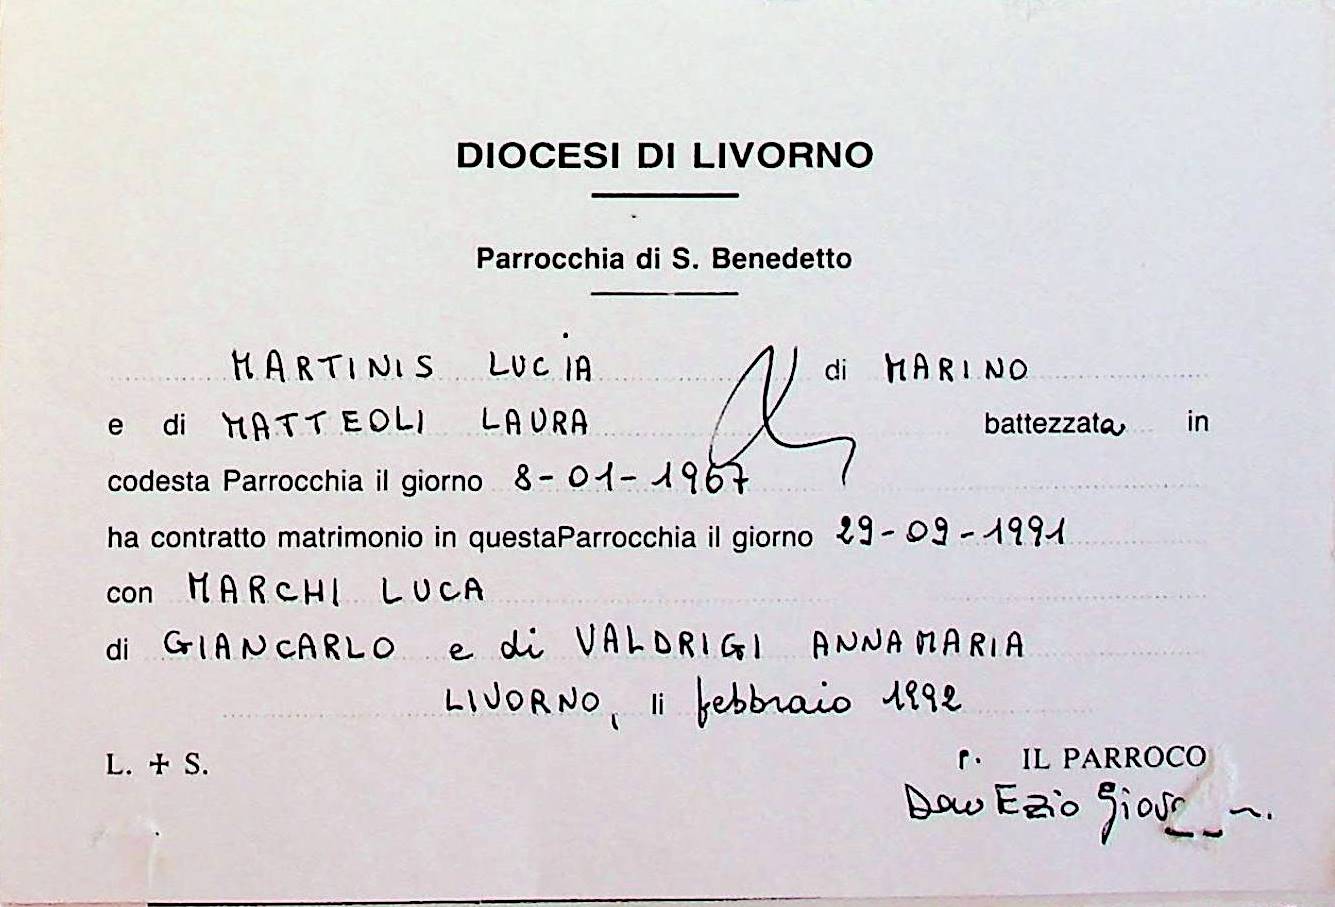 DIOCESI DI LIVORNO
Parrocchia di S. Benedetto
MARTINIS LUCIA di MARINO
e di MATTEOLI LAURA battezzata in
codesta Parrocchia il giorno 8-01-1967
ha contratto matrimonio in questaParrocchia il giorno 29-09-1991
con MARCHI LUCA
di GIANCARLO e di VALDRIGI ANNAMARIA
LIVORNO, li febbraio 1992
L. + S. p. IL PARROCO
Don Ezio